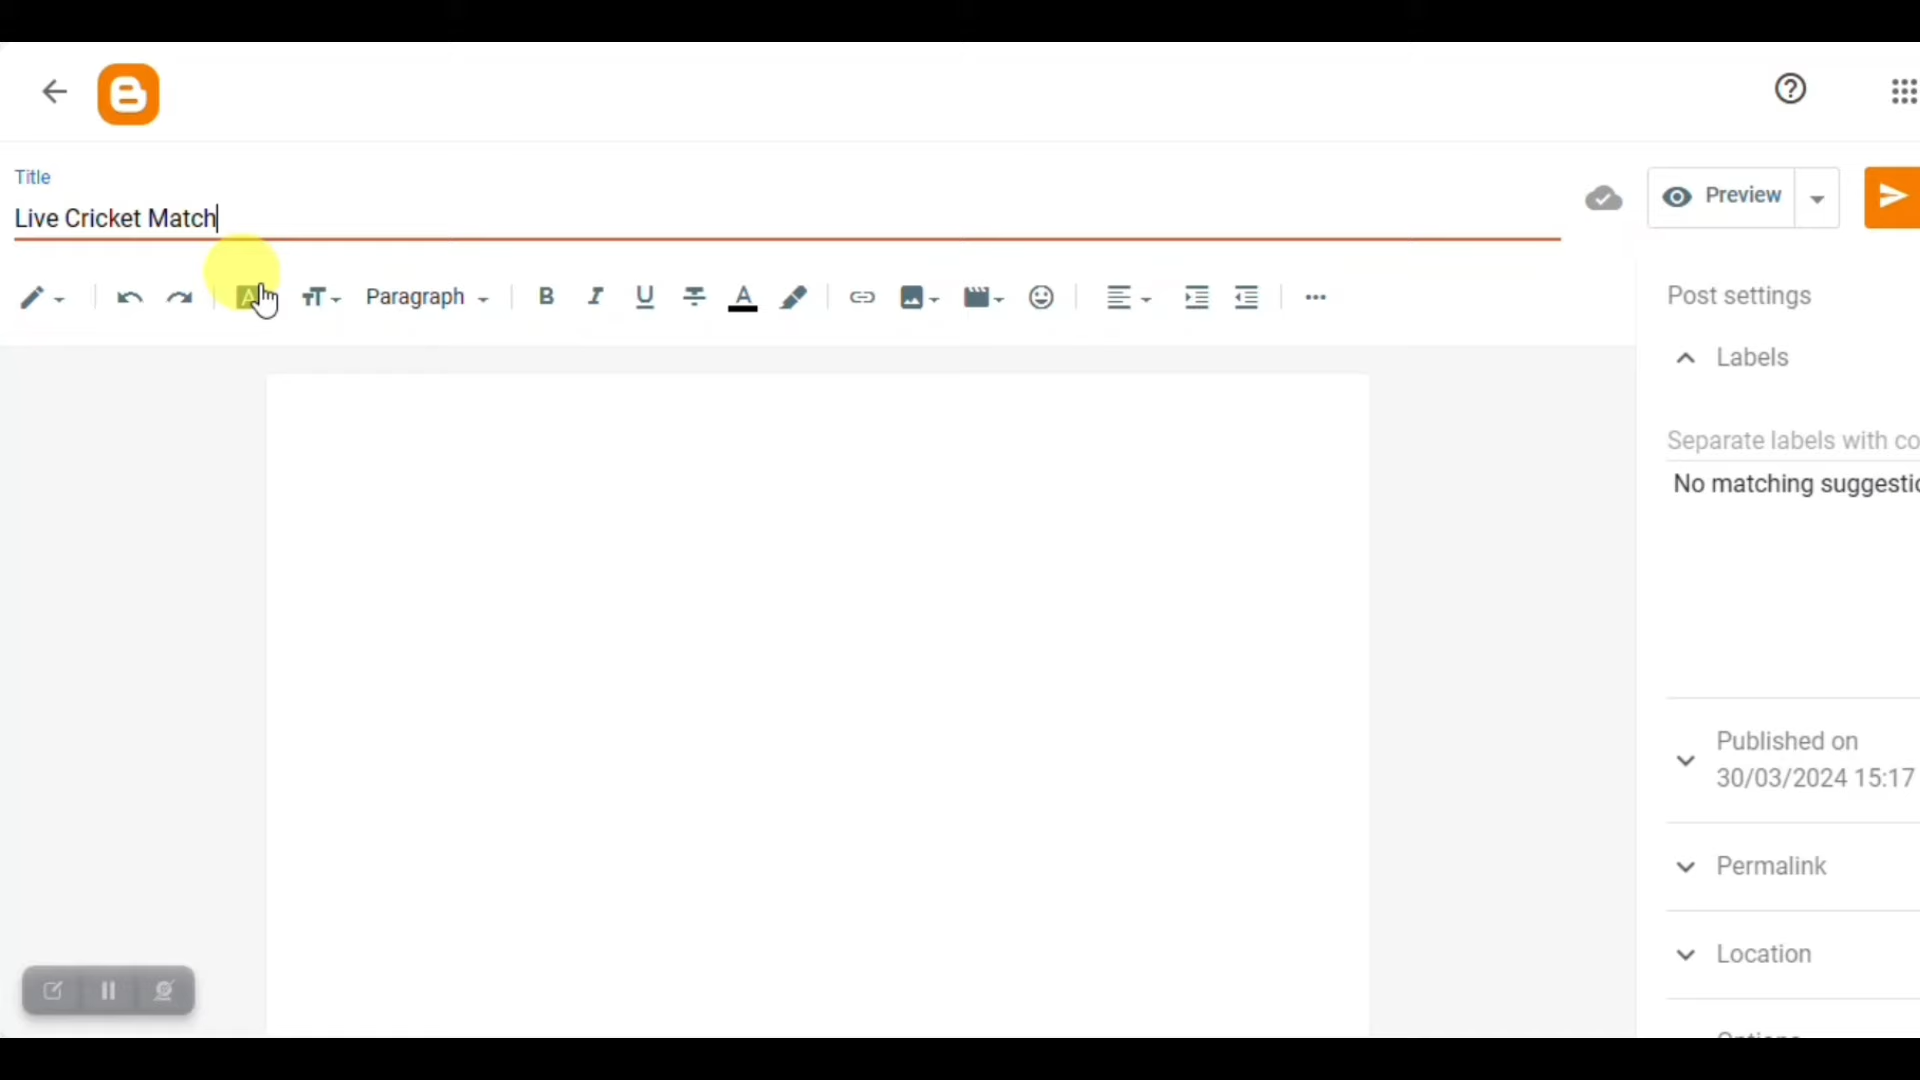 Title
Live Cricket Match
Preview
Paragraph
Post settings
Labels
Separate labels with co
No matching suggestio
Published on
30/03/2024 15:17
Permalink
Location